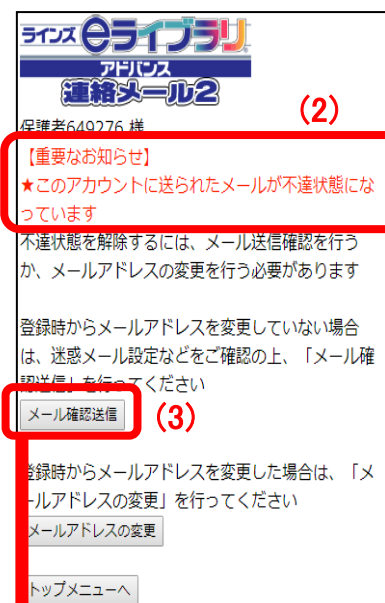 ラインズeライブラリ
アドバンス
連絡メール2
(2)
保護者649276 様
【重要なお知らせ】
★このアカウントに送られたメールが不達状態にな
っています
不達状態を解除するには、メール送信確認を行う
か、メールアドレスの変更を行う必要があります
登録時からメールアドレスを変更していない場合
は、迷惑メール設定などをご確認の上、「メール確
認送信」を行ってください
メール確認送信
(3)
登録時からメールアドレスを変更した場合は、「メ
ールアドレスの変更」を行ってください
メールアドレスの変更
トップメニューへ